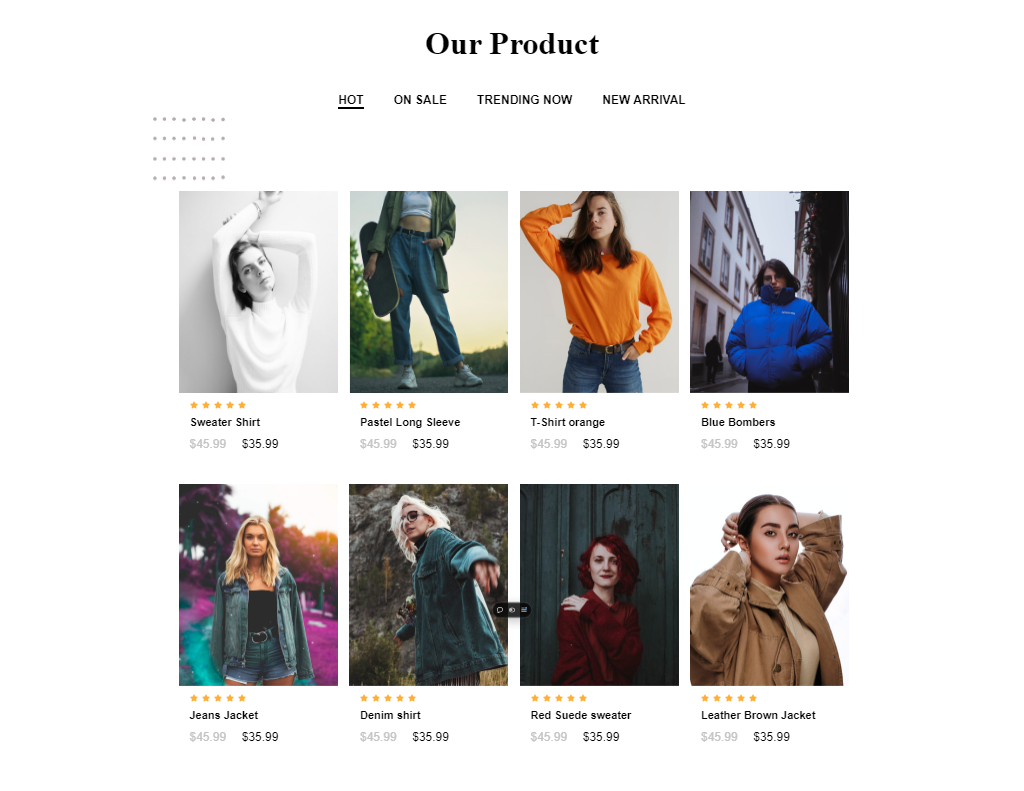 Our Product
HOT ON SALE TRENDING NOW NEW ARRIVAL
Sweater Shirt
$45.99 $35.99
Pastel Long Sleeve
$45.99 $35.99
T-Shirt orange
$45.99 $35.99
Blue Bombers
$45.99 $35.99
Jeans Jacket
$45.99 $35.99
Denim shirt
$45.99 $35.99
Red Suede sweater
$45.99 $35.99
Leather Brown Jacket
$45.99 $35.99